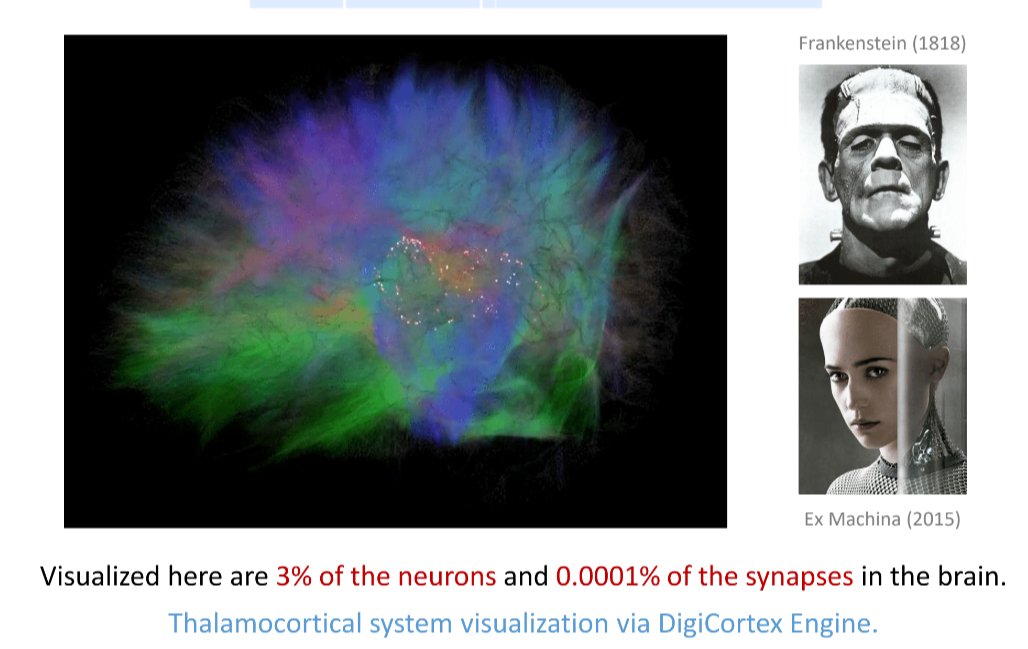 Frankenstein (1818)
Ex Machina (2015)
Visualized here are 3% of the neurons and 0.0001% of the synapses in the brain.
Thalamocortical system visualization via DigiCortex Engine.